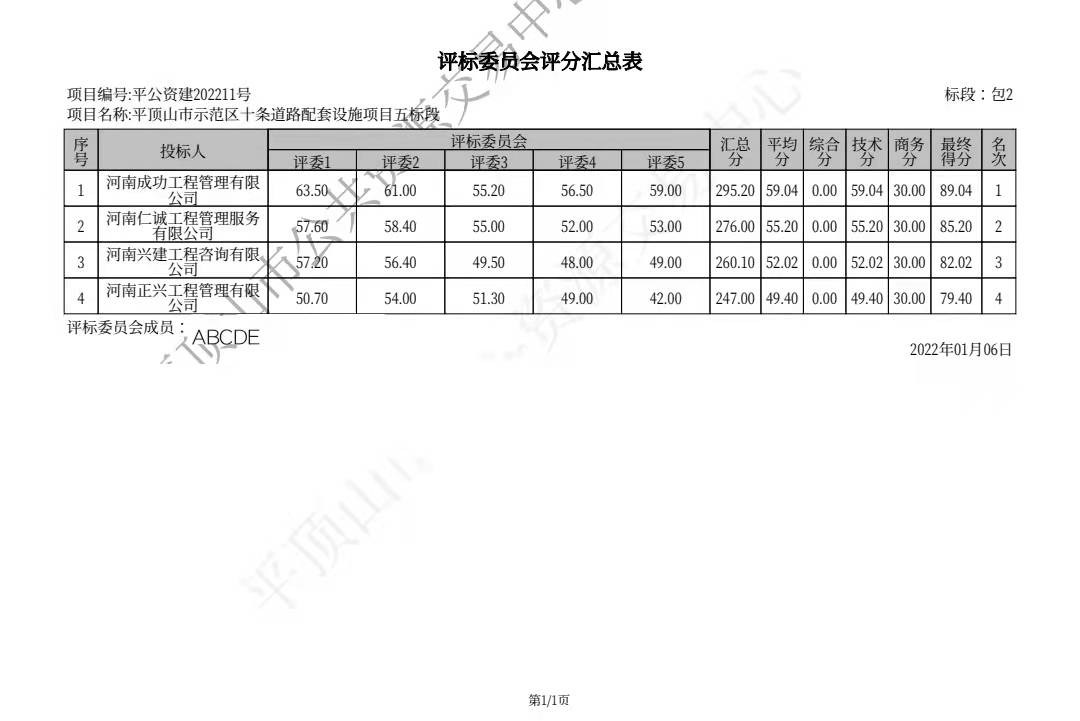 评标委员会评分汇总表
项目编号:平公资建202211号 标段：包2
项目名称:平顶山市示范区十条道路配套设施项目五标段
序号 投标人 评标委员会 汇总分 平均分 综合分 技术分 商务分 最终得分 名次
评委1 评委2 评委3 评委4 评委5
1 河南成功工程管理有限公司 63.50 61.00 55.20 56.50 59.00 295.20 59.04 0.00 59.04 30.00 89.04 1
2 河南仁诚工程管理服务有限公司 57.60 58.40 55.00 52.00 53.00 276.00 55.20 0.00 55.20 30.00 85.20 2
3 河南兴建工程咨询有限公司 57.20 56.40 49.50 48.00 49.00 260.10 52.02 0.00 52.02 30.00 82.02 3
4 河南正兴工程管理有限公司 50.70 54.00 51.30 49.00 42.00 247.00 49.40 0.00 49.40 30.00 79.40 4
评标委员会成员： ABCDE
2022年01月06日
平顶山市公共资源交易中心
第1/1页